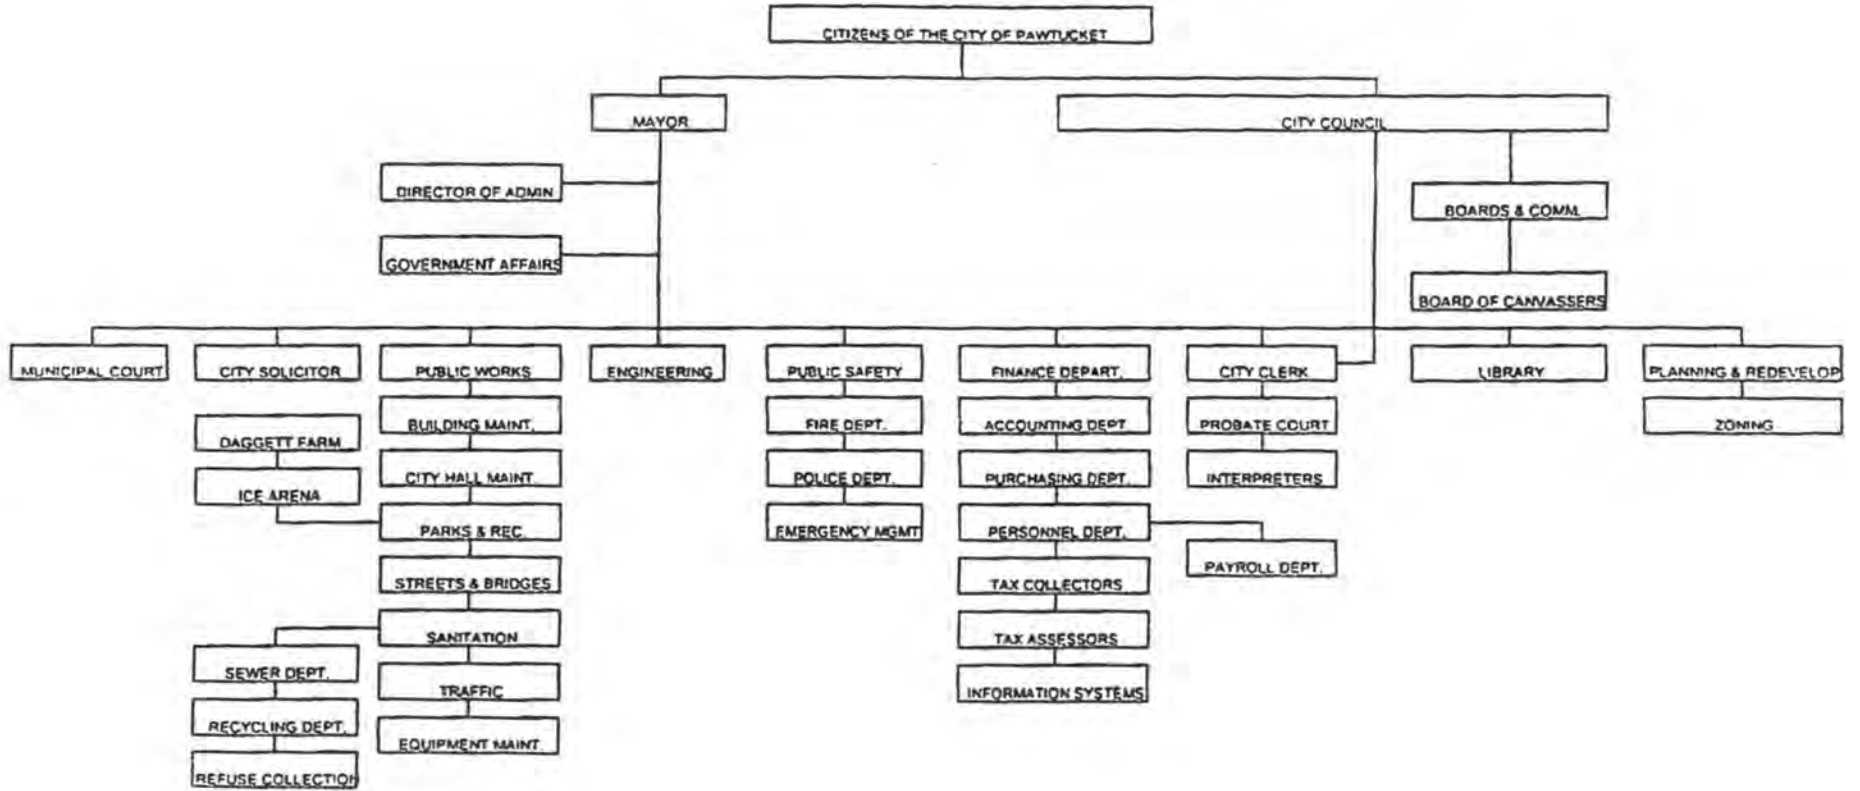 CITIZENS OF THE CITY OF PAWTUCKET
MAYOR
CITY COUNCIL
DIRECTOR OF ADMIN
BOARDS & COMM.
GOVERNMENT AFFAIRS
BOARD OF CANVASSERS
MUNICIPAL COURT
CITY SOLICITOR
PUBLIC WORKS
ENGINEERING
PUBLIC SAFETY
FINANCE DEPART.
CITY CLERK
LIBRARY
PLANNING & REDEVELOP
DAGGETT FARM
BUILDING MAINT.
FIRE DEPT.
ACCOUNTING DEPT.
PROBATE COURT
ZONING
ICE ARENA
CITY HALL MAINT.
POLICE DEPT.
PURCHASING DEPT.
INTERPRETERS
PARKS & REC.
EMERGENCY MGMT
PERSONNEL DEPT.
PAYROLL DEPT.
STREETS & BRIDGES
TAX COLLECTORS
SANITATION
TAX ASSESSORS
SEWER DEPT.
TRAFFIC
INFORMATION SYSTEMS
RECYCLING DEPT.
EQUIPMENT MAINT.
REFUSE COLLECTION